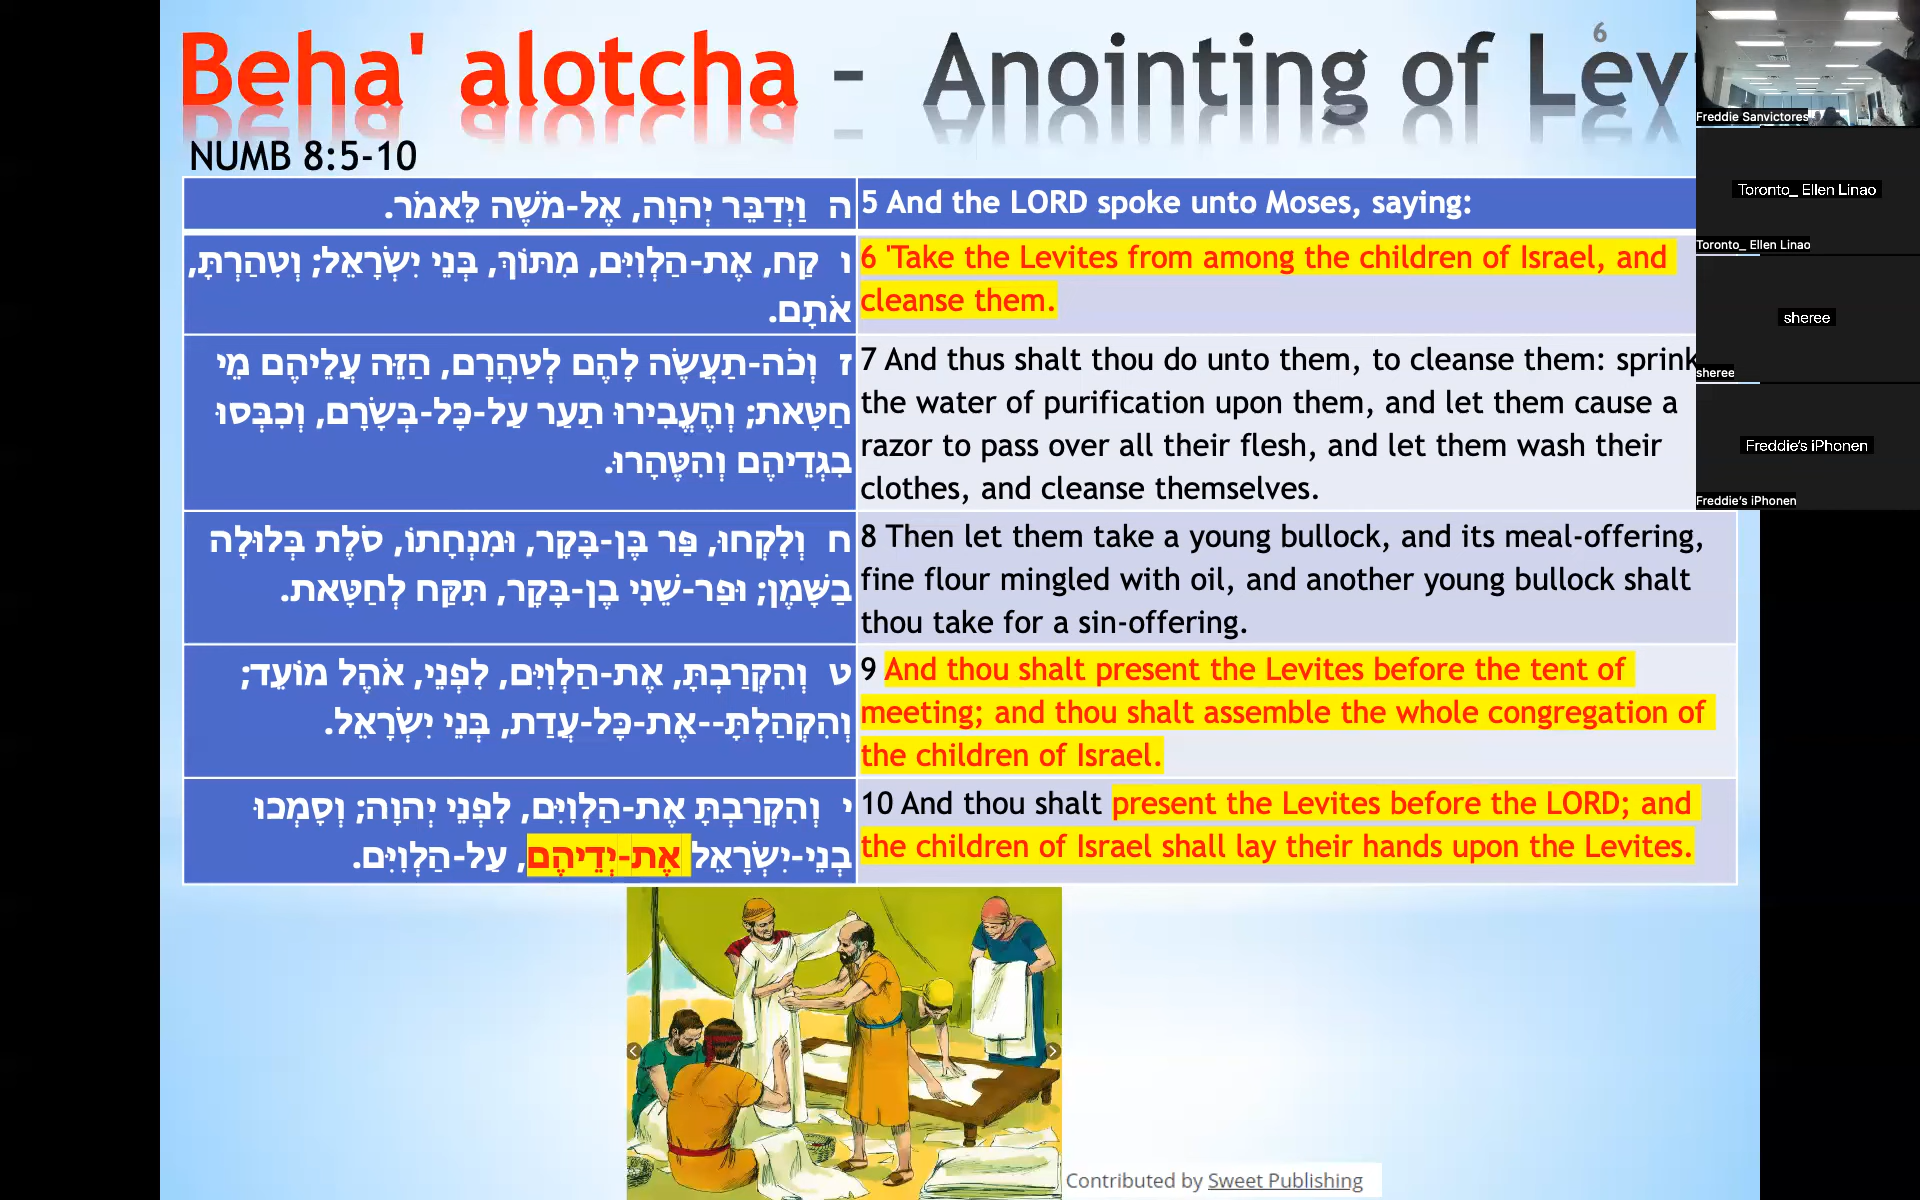 Beha' alotcha - Anointing of Lev
6
NUMB 8:5-10
ה וַיְדַבֵּר יְהוָה, אֶל-מֹשֶׁה לֵּאמֹר.
5 And the LORD spoke unto Moses, saying:
ו קַח, אֶת-הַלְוִיִּם, מִתּוֹךְ, בְּנֵי יִשְׂרָאֵל; וְטִהַרְתָּ,
אֹתָם.
6 'Take the Levites from among the children of Israel, and
cleanse them.
ז וְכֹה-תַעֲשֶׂה לָהֶם לְטַהֲרָם, הַזֵּה עֲלֵיהֶם מֵי
חַטָּאת; וְהֶעֱבִירוּ תַעַר עַל-כָּל-בְּשָׂרָם, וְכִבְּסוּ
בִגְדֵיהֶם וְהִטֶּהָרוּ.
7 And thus shalt thou do unto them, to cleanse them: sprink
the water of purification upon them, and let them cause a
razor to pass over all their flesh, and let them wash their
clothes, and cleanse themselves.
ח וְלָקְחוּ, פַּר בֶּן-בָּקָר, וּמִנְחָתוֹ, סֹלֶת בְּלוּלָה
בַשָּׁמֶן; וּפַר-שֵׁנִי בֶן-בָּקָר, תִּקַּח לְחַטָּאת.
8 Then let them take a young bullock, and its meal-offering,
fine flour mingled with oil, and another young bullock shalt
thou take for a sin-offering.
ט וְהִקְרַבְתָּ, אֶת-הַלְוִיִּם, לִפְנֵי, אֹהֶל מוֹעֵד;
וְהִקְהַלְתָּ--אֶת-כָּל-עֲדַת, בְּנֵי יִשְׂרָאֵל.
9 And thou shalt present the Levites before the tent of
meeting; and thou shalt assemble the whole congregation of
the children of Israel.
י וְהִקְרַבְתָּ אֶת-הַלְוִיִּם, לִפְנֵי יְהוָה; וְסָמְכוּ
בְנֵי-יִשְׂרָאֵל אֶת-יְדֵיהֶם, עַל-הַלְוִיִּם.
10 And thou shalt present the Levites before the LORD; and
the children of Israel shall lay their hands upon the Levites.
Contributed by Sweet Publishing
Freddie Sanvictores
Toronto_ Ellen Linao
Toronto_ Ellen Linao
sheree
sheree
Freddie's iPhonen
Freddie's iPhonen